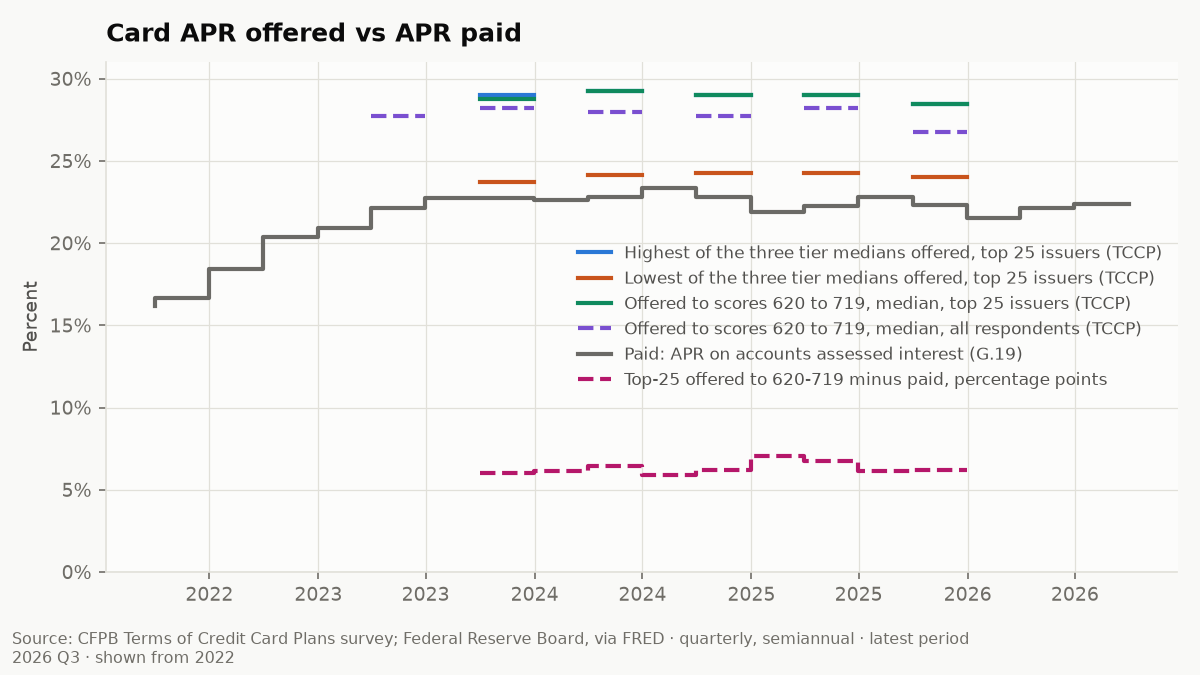 Card APR offered vs APR paid
30%
25%
20%
15%
10%
5%
0%
Percent
Highest of the three tier medians offered, top 25 issuers (TCCP)
Lowest of the three tier medians offered, top 25 issuers (TCCP)
Offered to scores 620 to 719, median, top 25 issuers (TCCP)
Offered to scores 620 to 719, median, all respondents (TCCP)
Paid: APR on accounts assessed interest (G.19)
Top-25 offered to 620-719 minus paid, percentage points
2022 2023 2023 2024 2024 2025 2025 2026 2026
Source: CFPB Terms of Credit Card Plans survey; Federal Reserve Board, via FRED · quarterly, semiannual · latest period
2026 Q3 · shown from 2022